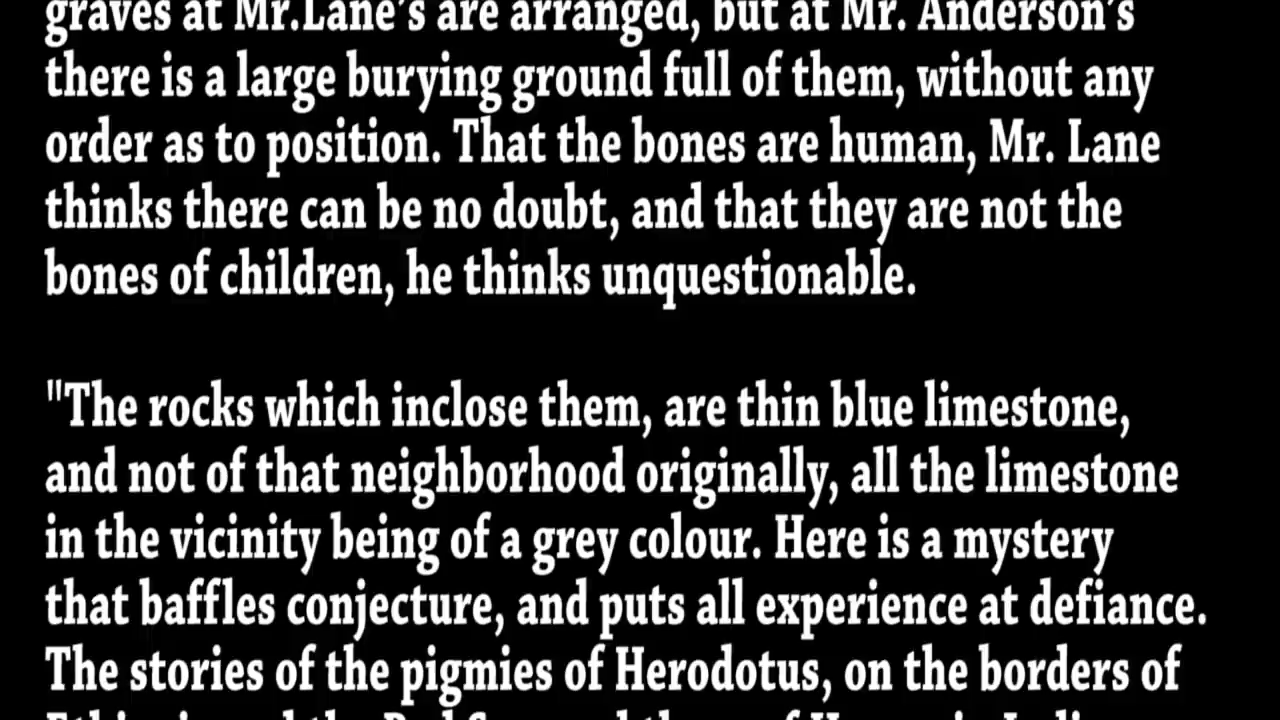 graves at Mr.Lane's are arranged, but at Mr. Anderson's
there is a large burying ground full of them, without any
order as to position. That the bones are human, Mr. Lane
thinks there can be no doubt, and that they are not the
bones of children, he thinks unquestionable.
"The rocks which inclose them, are thin blue limestone,
and not of that neighborhood originally, all the limestone
in the vicinity being of a grey colour. Here is a mystery
that baffles conjecture, and puts all experience at defiance.
The stories of the pigmies of Herodotus, on the borders of